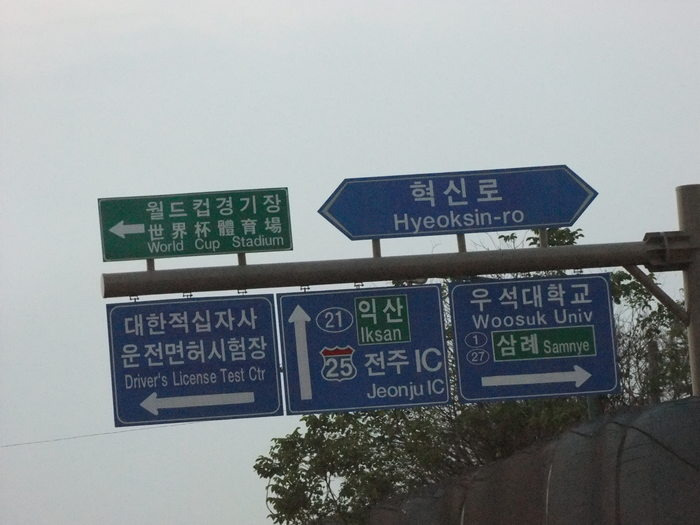 월드컵경기장
世界杯體育場
World Cup Stadium
혁신로
Hyeoksin-ro
대한적십자사
운전면허시험장
Driver's License Test Ctr
21
익산
Iksan
25
전주 IC
Jeonju IC
우석대학교
Woosuk Univ
1
27
삼례 Samnye